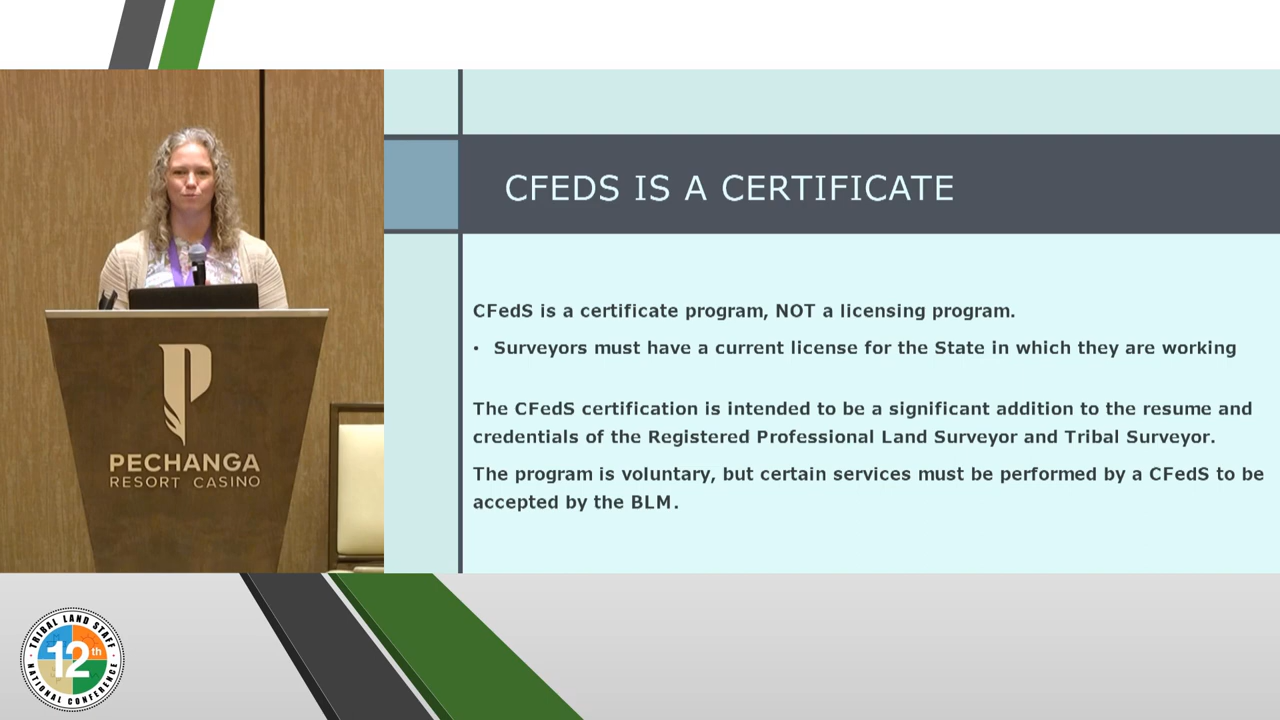 CFEDS IS A CERTIFICATE
CFedS is a certificate program, NOT a licensing program.
• Surveyors must have a current license for the State in which they are working
The CFedS certification is intended to be a significant addition to the resume and
credentials of the Registered Professional Land Surveyor and Tribal Surveyor.
The program is voluntary, but certain services must be performed by a CFedS to be
accepted by the BLM.
PECHANGA
RESORT CASINO
TRIBAL LAND STAFF
12th
NATIONAL CONFERENCE